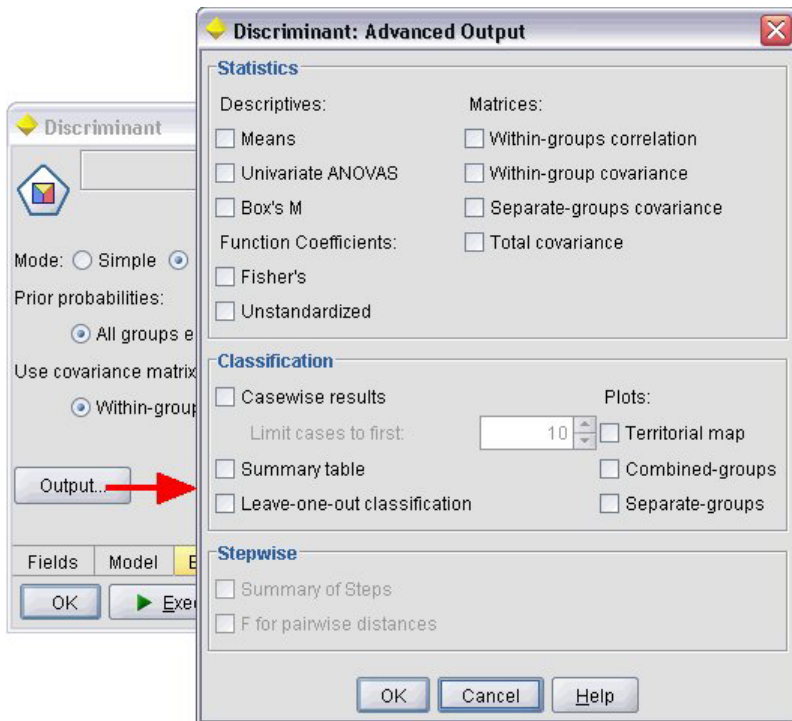 Discriminant: Advanced Output
Statistics
Descriptives:
Means
Univariate ANOVAS
Box's M
Function Coefficients:
Fisher's
Unstandardized
Matrices:
Within-groups correlation
Within-group covariance
Separate-groups covariance
Total covariance
Classification
Casewise results
Limit cases to first: 10
Summary table
Leave-one-out classification
Plots:
Territorial map
Combined-groups
Separate-groups
Stepwise
Summary of Steps
F for pairwise distances
OK Cancel Help
Discriminant
Mode: Simple
Prior probabilities:
All groups e
Use covariance matrix
Within-group
Output...
Fields Model E
OK Exe